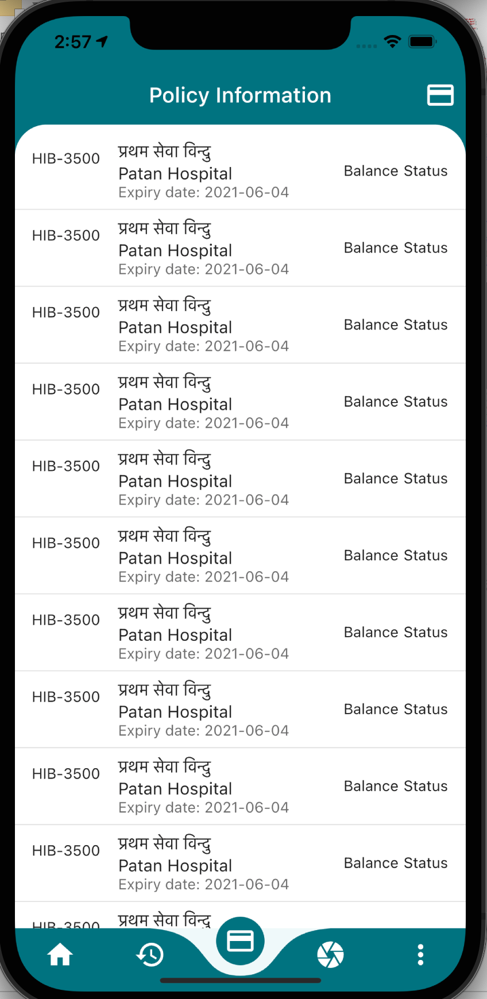 2:57
Policy Information
HIB-3500
प्रथम सेवा विन्दु
Patan Hospital
Expiry date: 2021-06-04
Balance Status
HIB-3500
प्रथम सेवा विन्दु
Patan Hospital
Expiry date: 2021-06-04
Balance Status
HIB-3500
प्रथम सेवा विन्दु
Patan Hospital
Expiry date: 2021-06-04
Balance Status
HIB-3500
प्रथम सेवा विन्दु
Patan Hospital
Expiry date: 2021-06-04
Balance Status
HIB-3500
प्रथम सेवा विन्दु
Patan Hospital
Expiry date: 2021-06-04
Balance Status
HIB-3500
प्रथम सेवा विन्दु
Patan Hospital
Expiry date: 2021-06-04
Balance Status
HIB-3500
प्रथम सेवा विन्दु
Patan Hospital
Expiry date: 2021-06-04
Balance Status
HIB-3500
प्रथम सेवा विन्दु
Patan Hospital
Expiry date: 2021-06-04
Balance Status
HIB-3500
प्रथम सेवा विन्दु
Patan Hospital
Expiry date: 2021-06-04
Balance Status
HIB-3500
प्रथम सेवा विन्दु
Patan Hospital
Expiry date: 2021-06-04
Balance Status
HIB-3500
प्रथम सेवा विन्दु